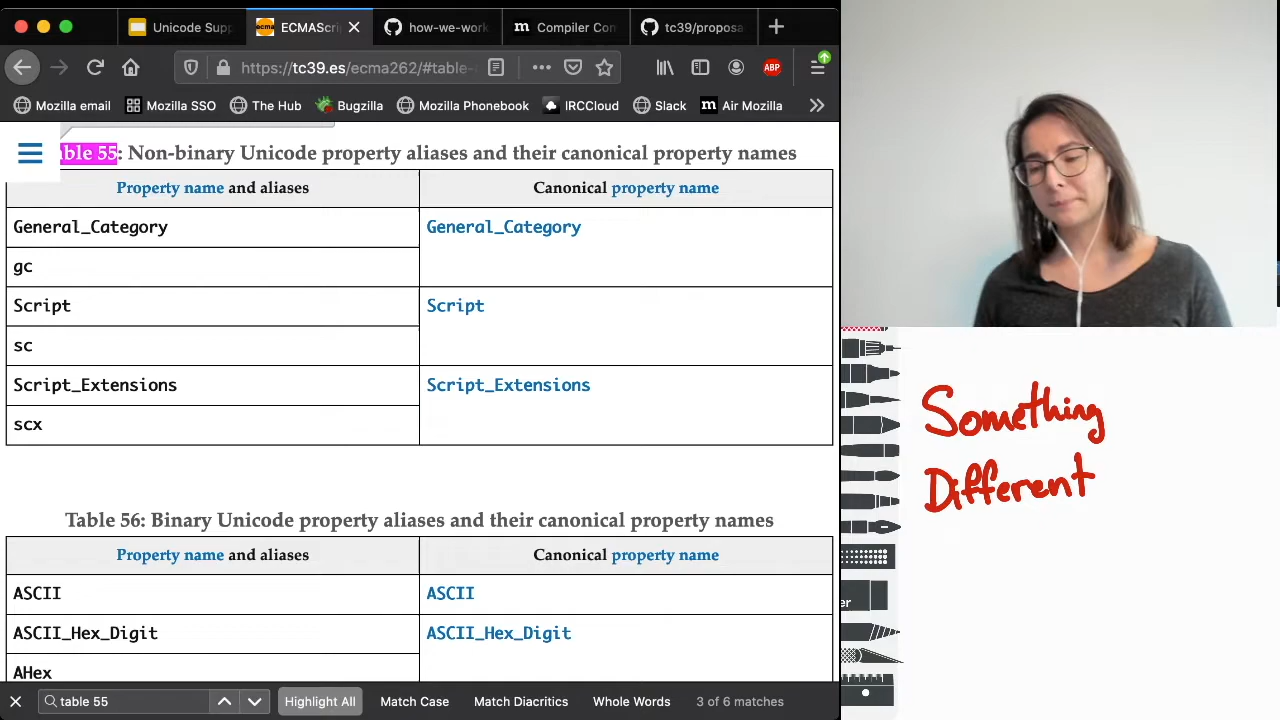 Unicode Supp
ECMAScri
how-we-work
Compiler Con
tc39/proposa
https://tc39.es/ecma262/#table-
ABP
Mozilla email
Mozilla SSO
The Hub
Bugzilla
Mozilla Phonebook
IRCCloud
Slack
Air Mozilla
ble 55: Non-binary Unicode property aliases and their canonical property names
Property name and aliases
Canonical property name
General_Category
General_Category
gc
Script
Script
sc
Script_Extensions
Script_Extensions
scx
Table 56: Binary Unicode property aliases and their canonical property names
Property name and aliases
Canonical property name
ASCII
ASCII
ASCII_Hex_Digit
ASCII_Hex_Digit
AHex
table 55
Highlight All
Match Case
Match Diacritics
Whole Words
3 of 6 matches
Something
Different
er